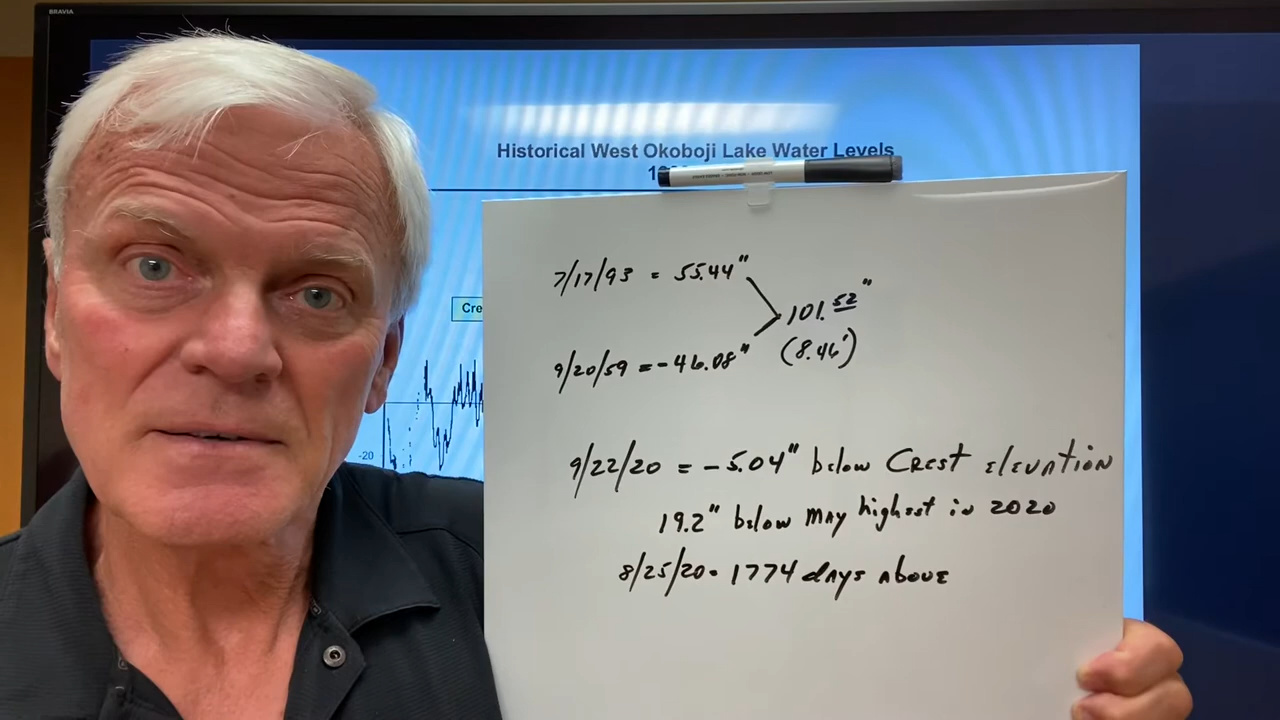 BRAVIA
Historical West Okoboji Lake Water Levels
Cre
-20
7/17/93 = 55.44"
101.52"
(8.46')
9/20/59 = -46.08"
9/22/20 = -5.04" below Crest elevation
19.2" below May highest in 2020
8/25/20 = 1774 days above